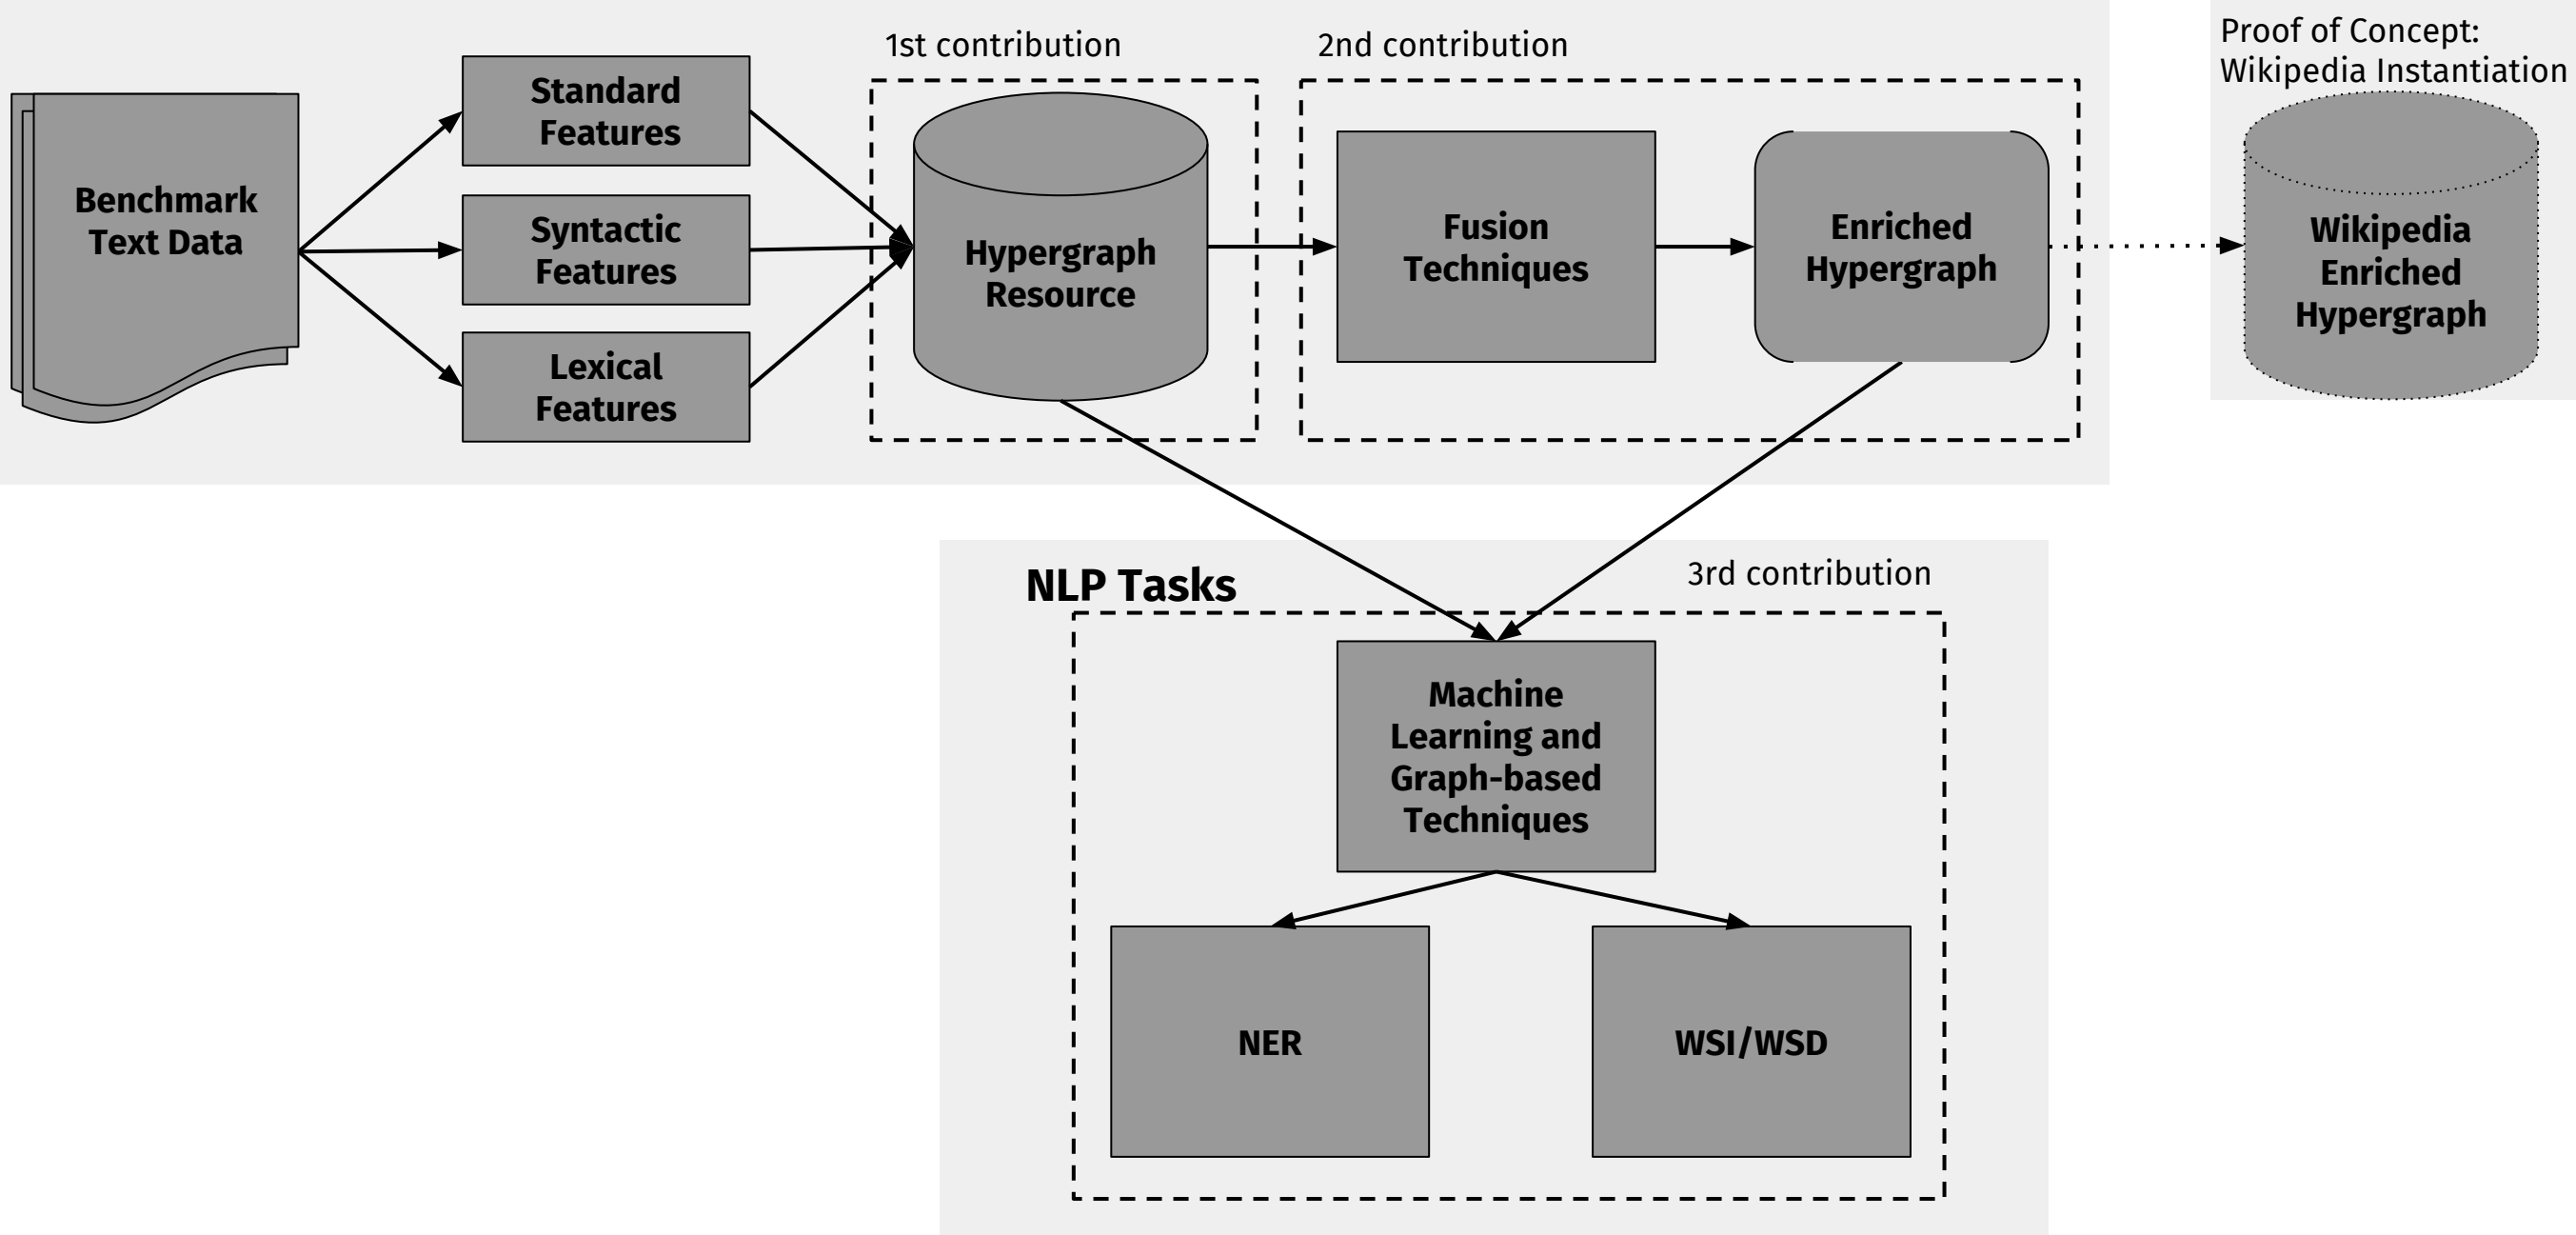 1st contribution
2nd contribution
Proof of Concept:
Wikipedia Instantiation
Benchmark
Text Data
Standard
Features
Syntactic
Features
Lexical
Features
Hypergraph
Resource
Fusion
Techniques
Enriched
Hypergraph
Wikipedia
Enriched
Hypergraph
NLP Tasks
3rd contribution
Machine
Learning and
Graph-based
Techniques
NER
WSI/WSD